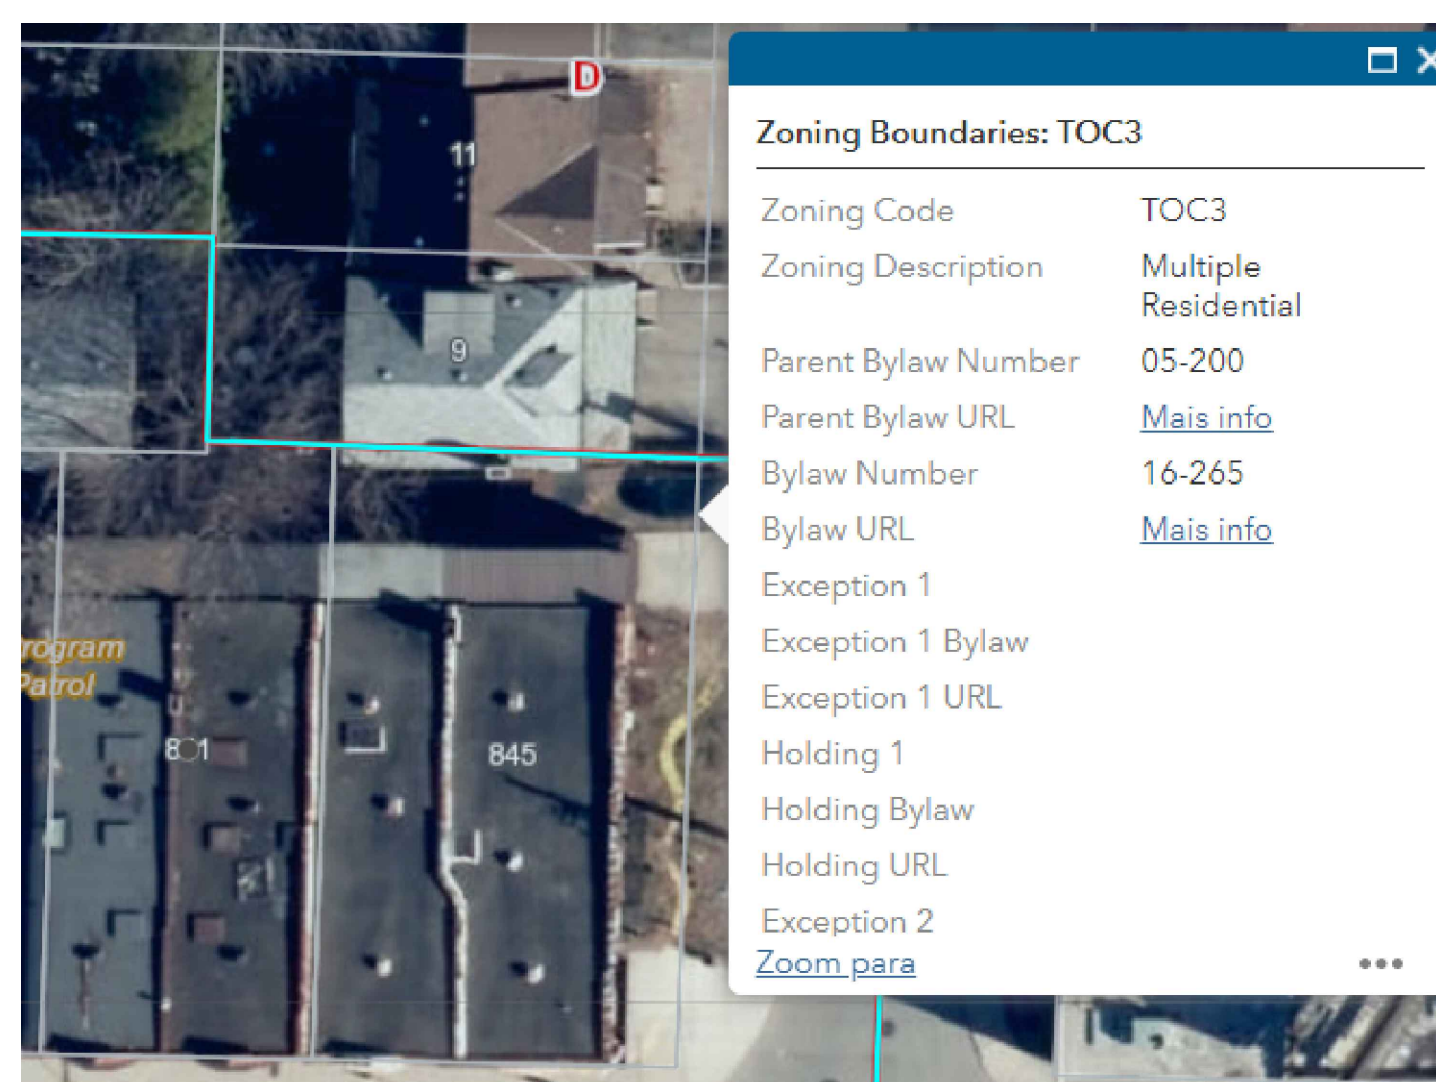 D
11
9
rogram
Patrol
845
Zoning Boundaries: TOC3
Zoning Code TOC3
Zoning Description Multiple
Residential
Parent Bylaw Number 05-200
Parent Bylaw URL Mais info
Bylaw Number 16-265
Bylaw URL Mais info
Exception 1
Exception 1 Bylaw
Exception 1 URL
Holding 1
Holding Bylaw
Holding URL
Exception 2
Zoom para